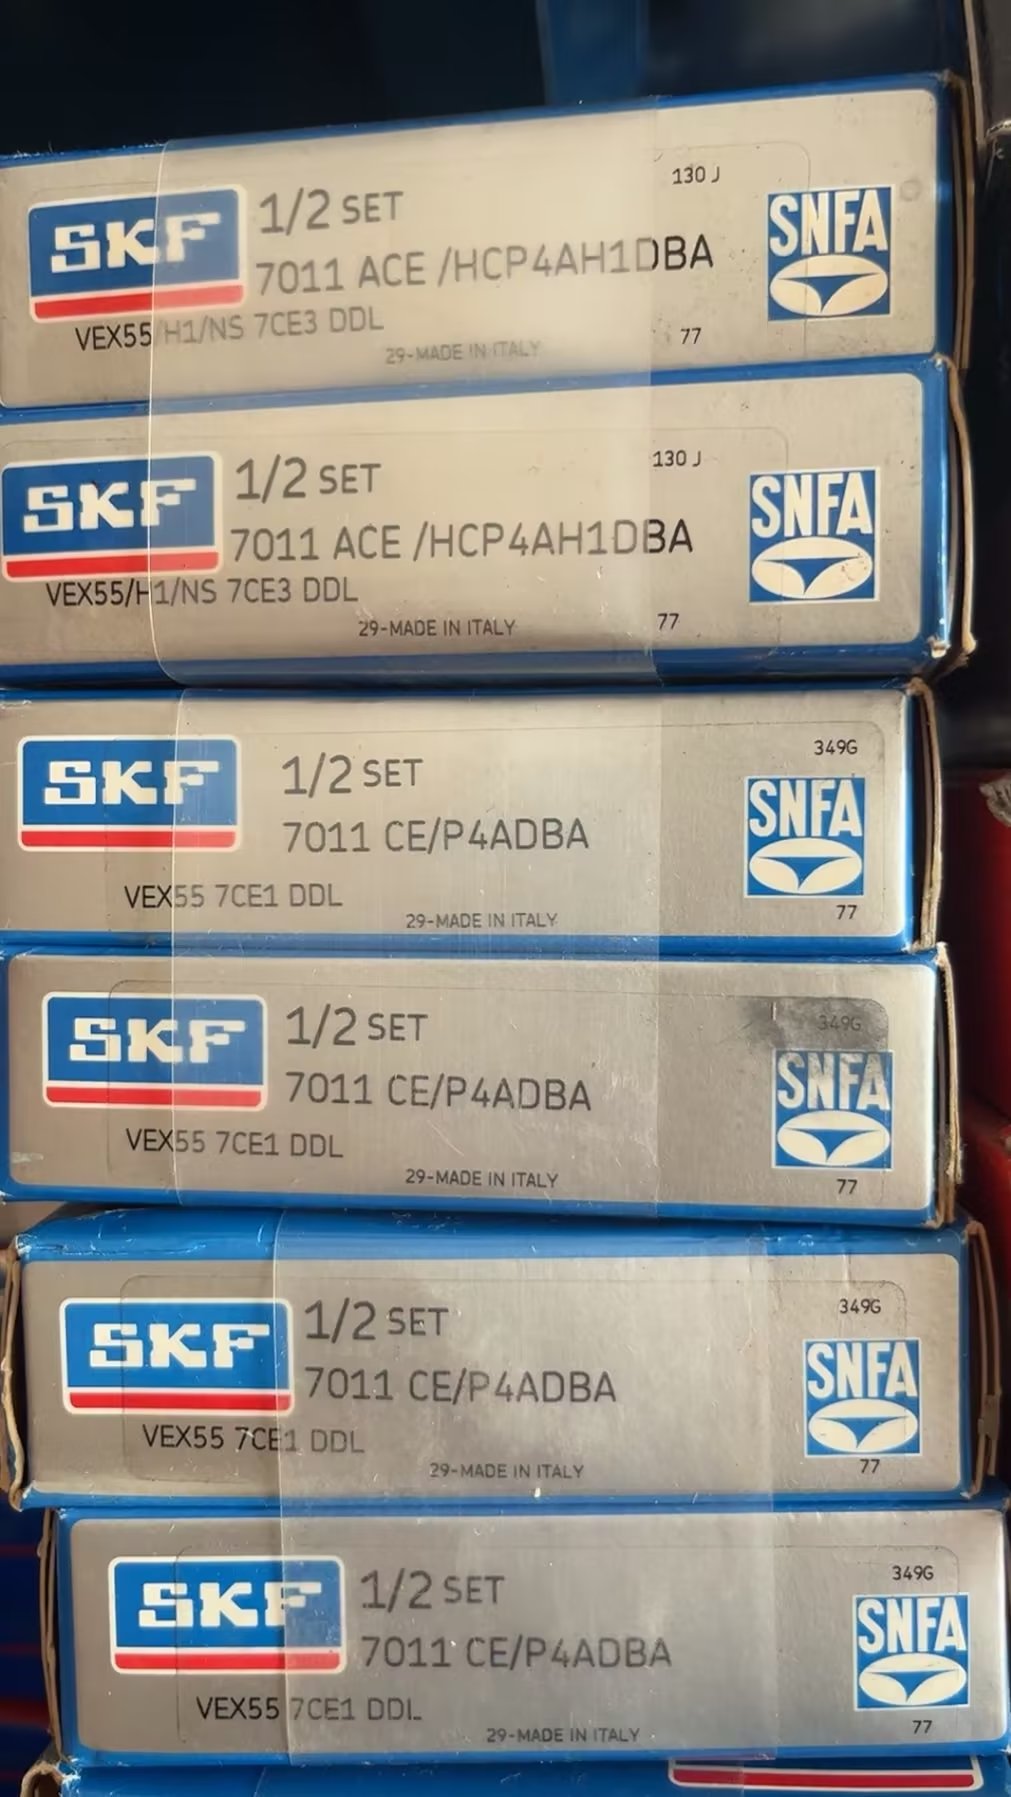 130 J
SKF
1/2 SET
SNFA
7011 ACE /HCP4AH1DBA
VEX55/H1/NS 7CE3 DDL
77
29-MADE IN ITALY
130 J
SKF
1/2 SET
SNFA
7011 ACE /HCP4AH1DBA
VEX55/H1/NS 7CE3 DDL
77
29-MADE IN ITALY
349G
SKF
1/2 SET
SNFA
7011 CE/P4ADBA
VEX55 7CE1 DDL
77
29-MADE IN ITALY
349G
SKF
1/2 SET
SNFA
7011 CE/P4ADBA
VEX55 7CE1 DDL
29-MADE IN ITALY
77
349G
SKF
1/2 SET
SNFA
7011 CE/P4ADBA
VEX55 7CE1 DDL
77
29-MADE IN ITALY
349G
SKF
1/2 SET
SNFA
7011 CE/P4ADBA
VEX55 7CE1 DDL
77
29-MADE IN ITALY